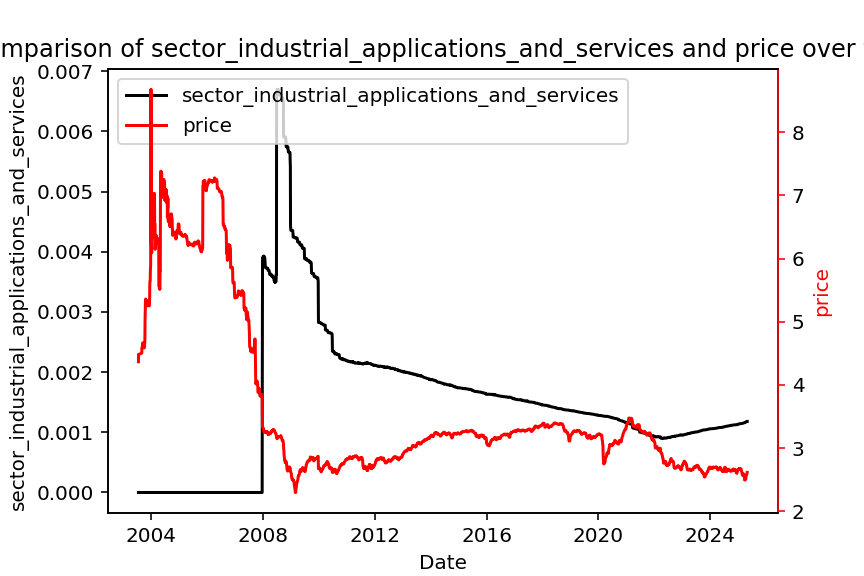 mparison of sector_industrial_applications_and_services and price over
sector_industrial_applications_and_services
price
0.007
0.006
0.005
0.004
0.003
0.002
0.001
0.000
sector_industrial_applications_and_services
8
7
6
5
4
3
2
price
2004 2008 2012 2016 2020 2024
Date